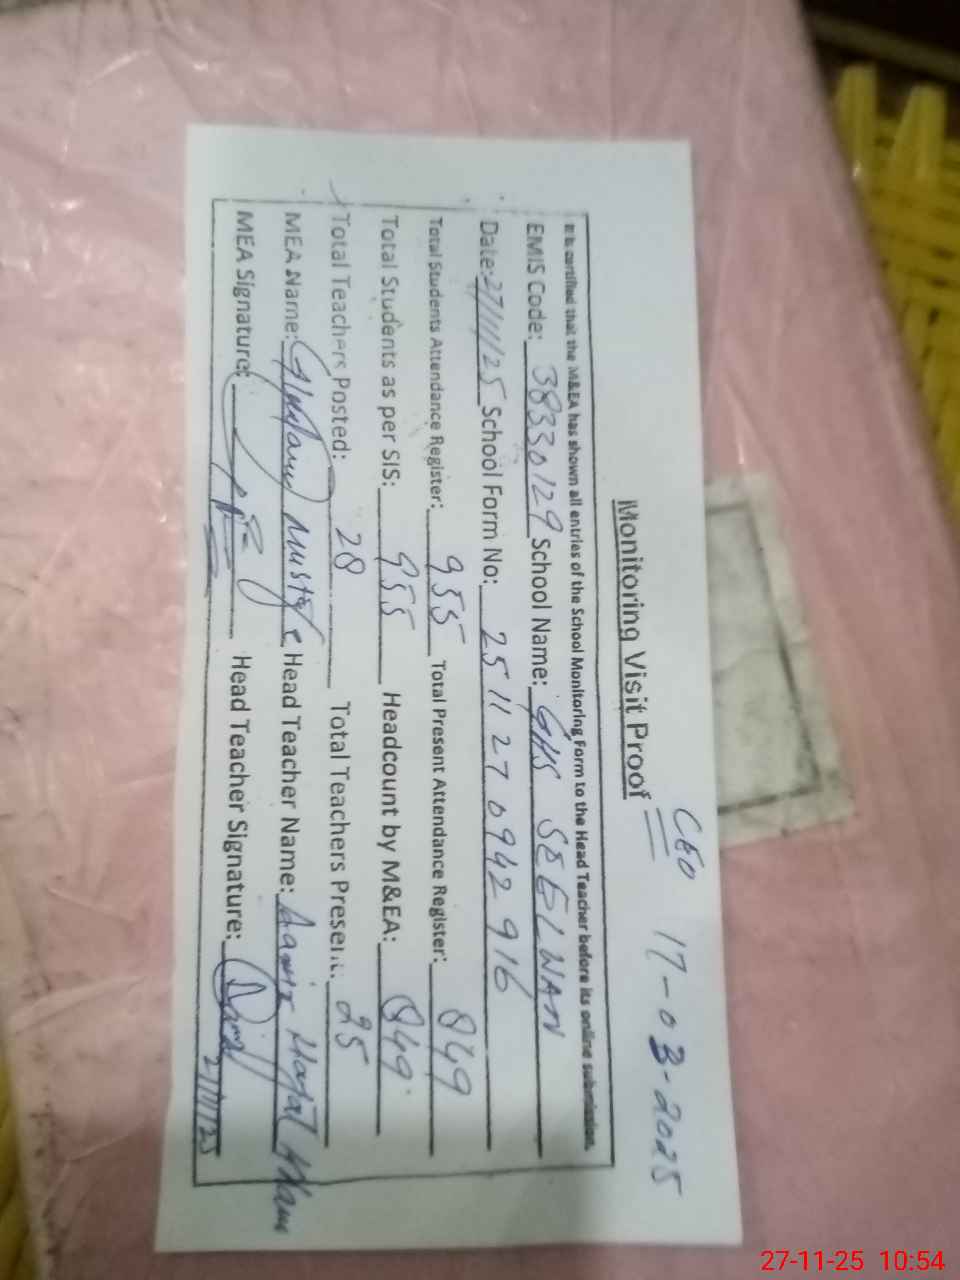 Monitoring Visit Proof CEO 17-03-2025
It is certified that the M&EA has shown all entries of the School Monitoring Form to the Head Teacher before its online submission.
EMIS Code: 38330129 School Name: GHS SEELWAN
Date: 27/11/25 School Form No: 25 11 27 0942 916
Total Students Attendance Register: 955 Total Present Attendance Register: 849
Total Students as per SIS: 955 Headcount by M&EA: 849
Total Teachers Posted: 28 Total Teachers Present: 25
MEA Name: Ghulam Mustafa Head Teacher Name: Aamir Hayat Khan
MEA Signature: Head Teacher Signature: 27/11/25
27-11-25 10:54